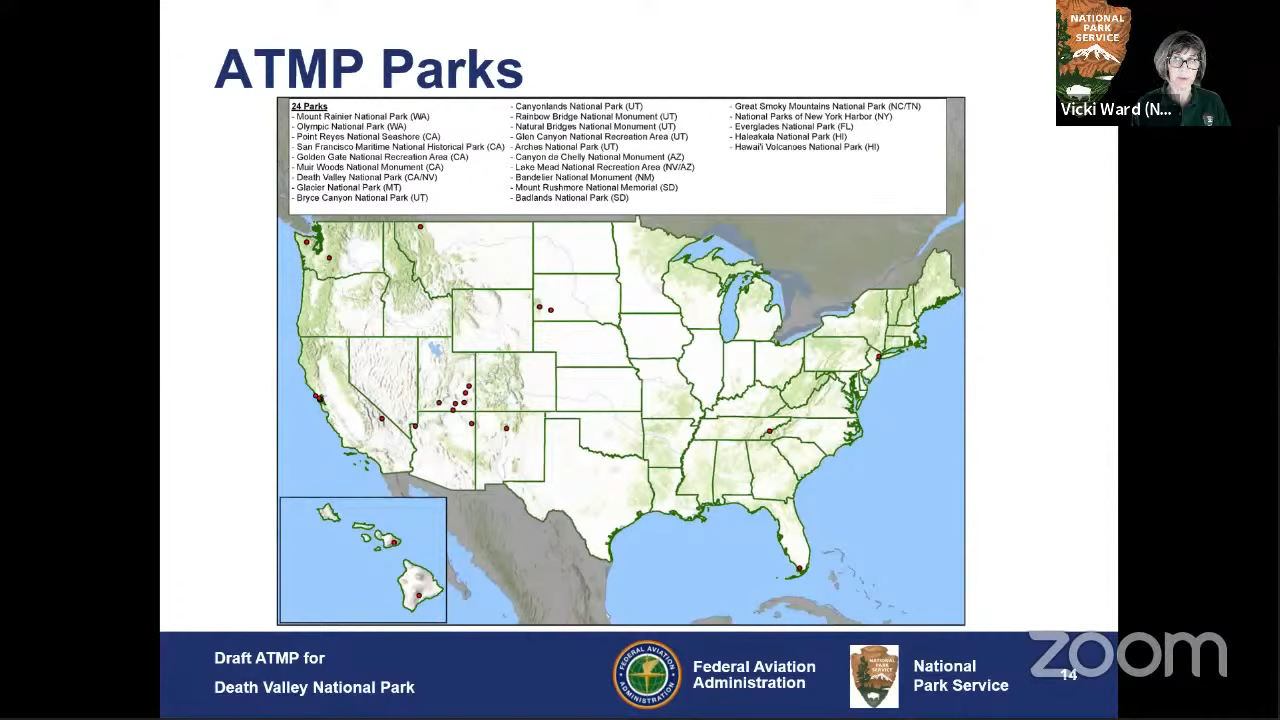 ATMP Parks
24 Parks
- Mount Rainier National Park (WA)
- Olympic National Park (WA)
- Point Reyes National Seashore (CA)
- San Francisco Maritime National Historical Park (CA)
- Golden Gate National Recreation Area (CA)
- Muir Woods National Monument (CA)
- Death Valley National Park (CA/NV)
- Glacier National Park (MT)
- Bryce Canyon National Park (UT)
- Canyonlands National Park (UT)
- Rainbow Bridge National Monument (UT)
- Natural Bridges National Monument (UT)
- Glen Canyon National Recreation Area (UT)
- Arches National Park (UT)
- Canyon de Chelly National Monument (AZ)
- Lake Mead National Recreation Area (NV/AZ)
- Bandelier National Monument (NM)
- Mount Rushmore National Memorial (SD)
- Badlands National Park (SD)
- Great Smoky Mountains National Park (NC/TN)
- National Parks of New York Harbor (NY)
- Everglades National Park (FL)
- Haleakala National Park (HI)
- Hawai'i Volcanoes National Park (HI)
NATIONAL
PARK
SERVICE
Vicki Ward (N...
Draft ATMP for
Death Valley National Park
FEDERAL AVIATION
ADMINISTRATION
Federal Aviation
Administration
NATIONAL
PARK
SERVICE
National
Park Service
14
zoom